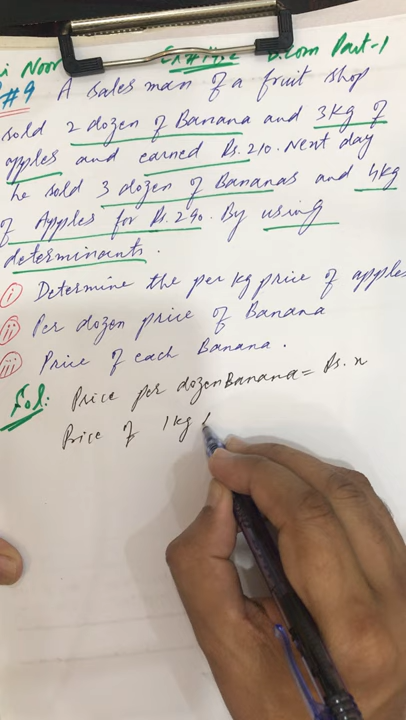 i Noor Exercise B.Com Part-1
#9 A sales man of a fruit shop
sold 2 dozen of Banana and 3Kg of
apples and earned Rs.210. Next day
he sold 3 dozen of Bananas and 4Kg
of Apples for Rs.290. By using
determinants.
(i) Determine the per kg price of apples
(ii) Per dozen price of Banana
(iii) Price of each Banana.
Sol: Price per dozen Banana = Rs. x
Price of 1kg